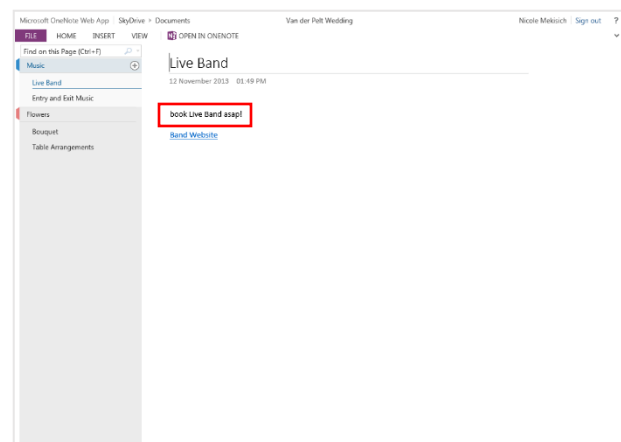 Microsoft OneNote Web App SkyDrive Documents Van der Pelt Wedding Nicole Mekisch Sign out ?
FILE HOME INSERT VIEW OPEN IN ONENOTE
Find on this Page (Ctrl+F)
Music
Live Band
Entry and Exit Music
Flowers
Bouquet
Table Arrangements
Live Band
12 November 2013 01:49 PM
book Live Band asap!
Band Website